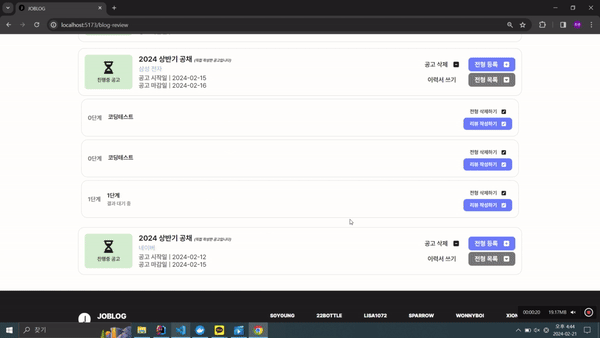 JOBLOG
localhost:5173/blog-review
진행중 공고
2024 상반기 공채 (직접 작성한 공고입니다)
삼성 전자
공고 시작일 | 2024-02-15
공고 마감일 | 2024-02-16
공고 삭제
전형 등록
이력서 쓰기
전형 목록
0단계
코딩테스트
전형 삭제하기
리뷰 작성하기
0단계
코딩테스트
전형 삭제하기
리뷰 작성하기
1단계
1단계
결과 대기 중
전형 삭제하기
리뷰 작성하기
진행중 공고
2024 상반기 공채 (직접 작성한 공고입니다)
네이버
공고 시작일 | 2024-02-12
공고 마감일 | 2024-02-15
공고 삭제
전형 등록
이력서 쓰기
전형 목록
JOBLOG
SOYOUNG
22BOTTLE
LISA1072
SPARROW
WONNYBOI
00:00:20
19.17MB
찾기
오후 4:44
2024-02-21